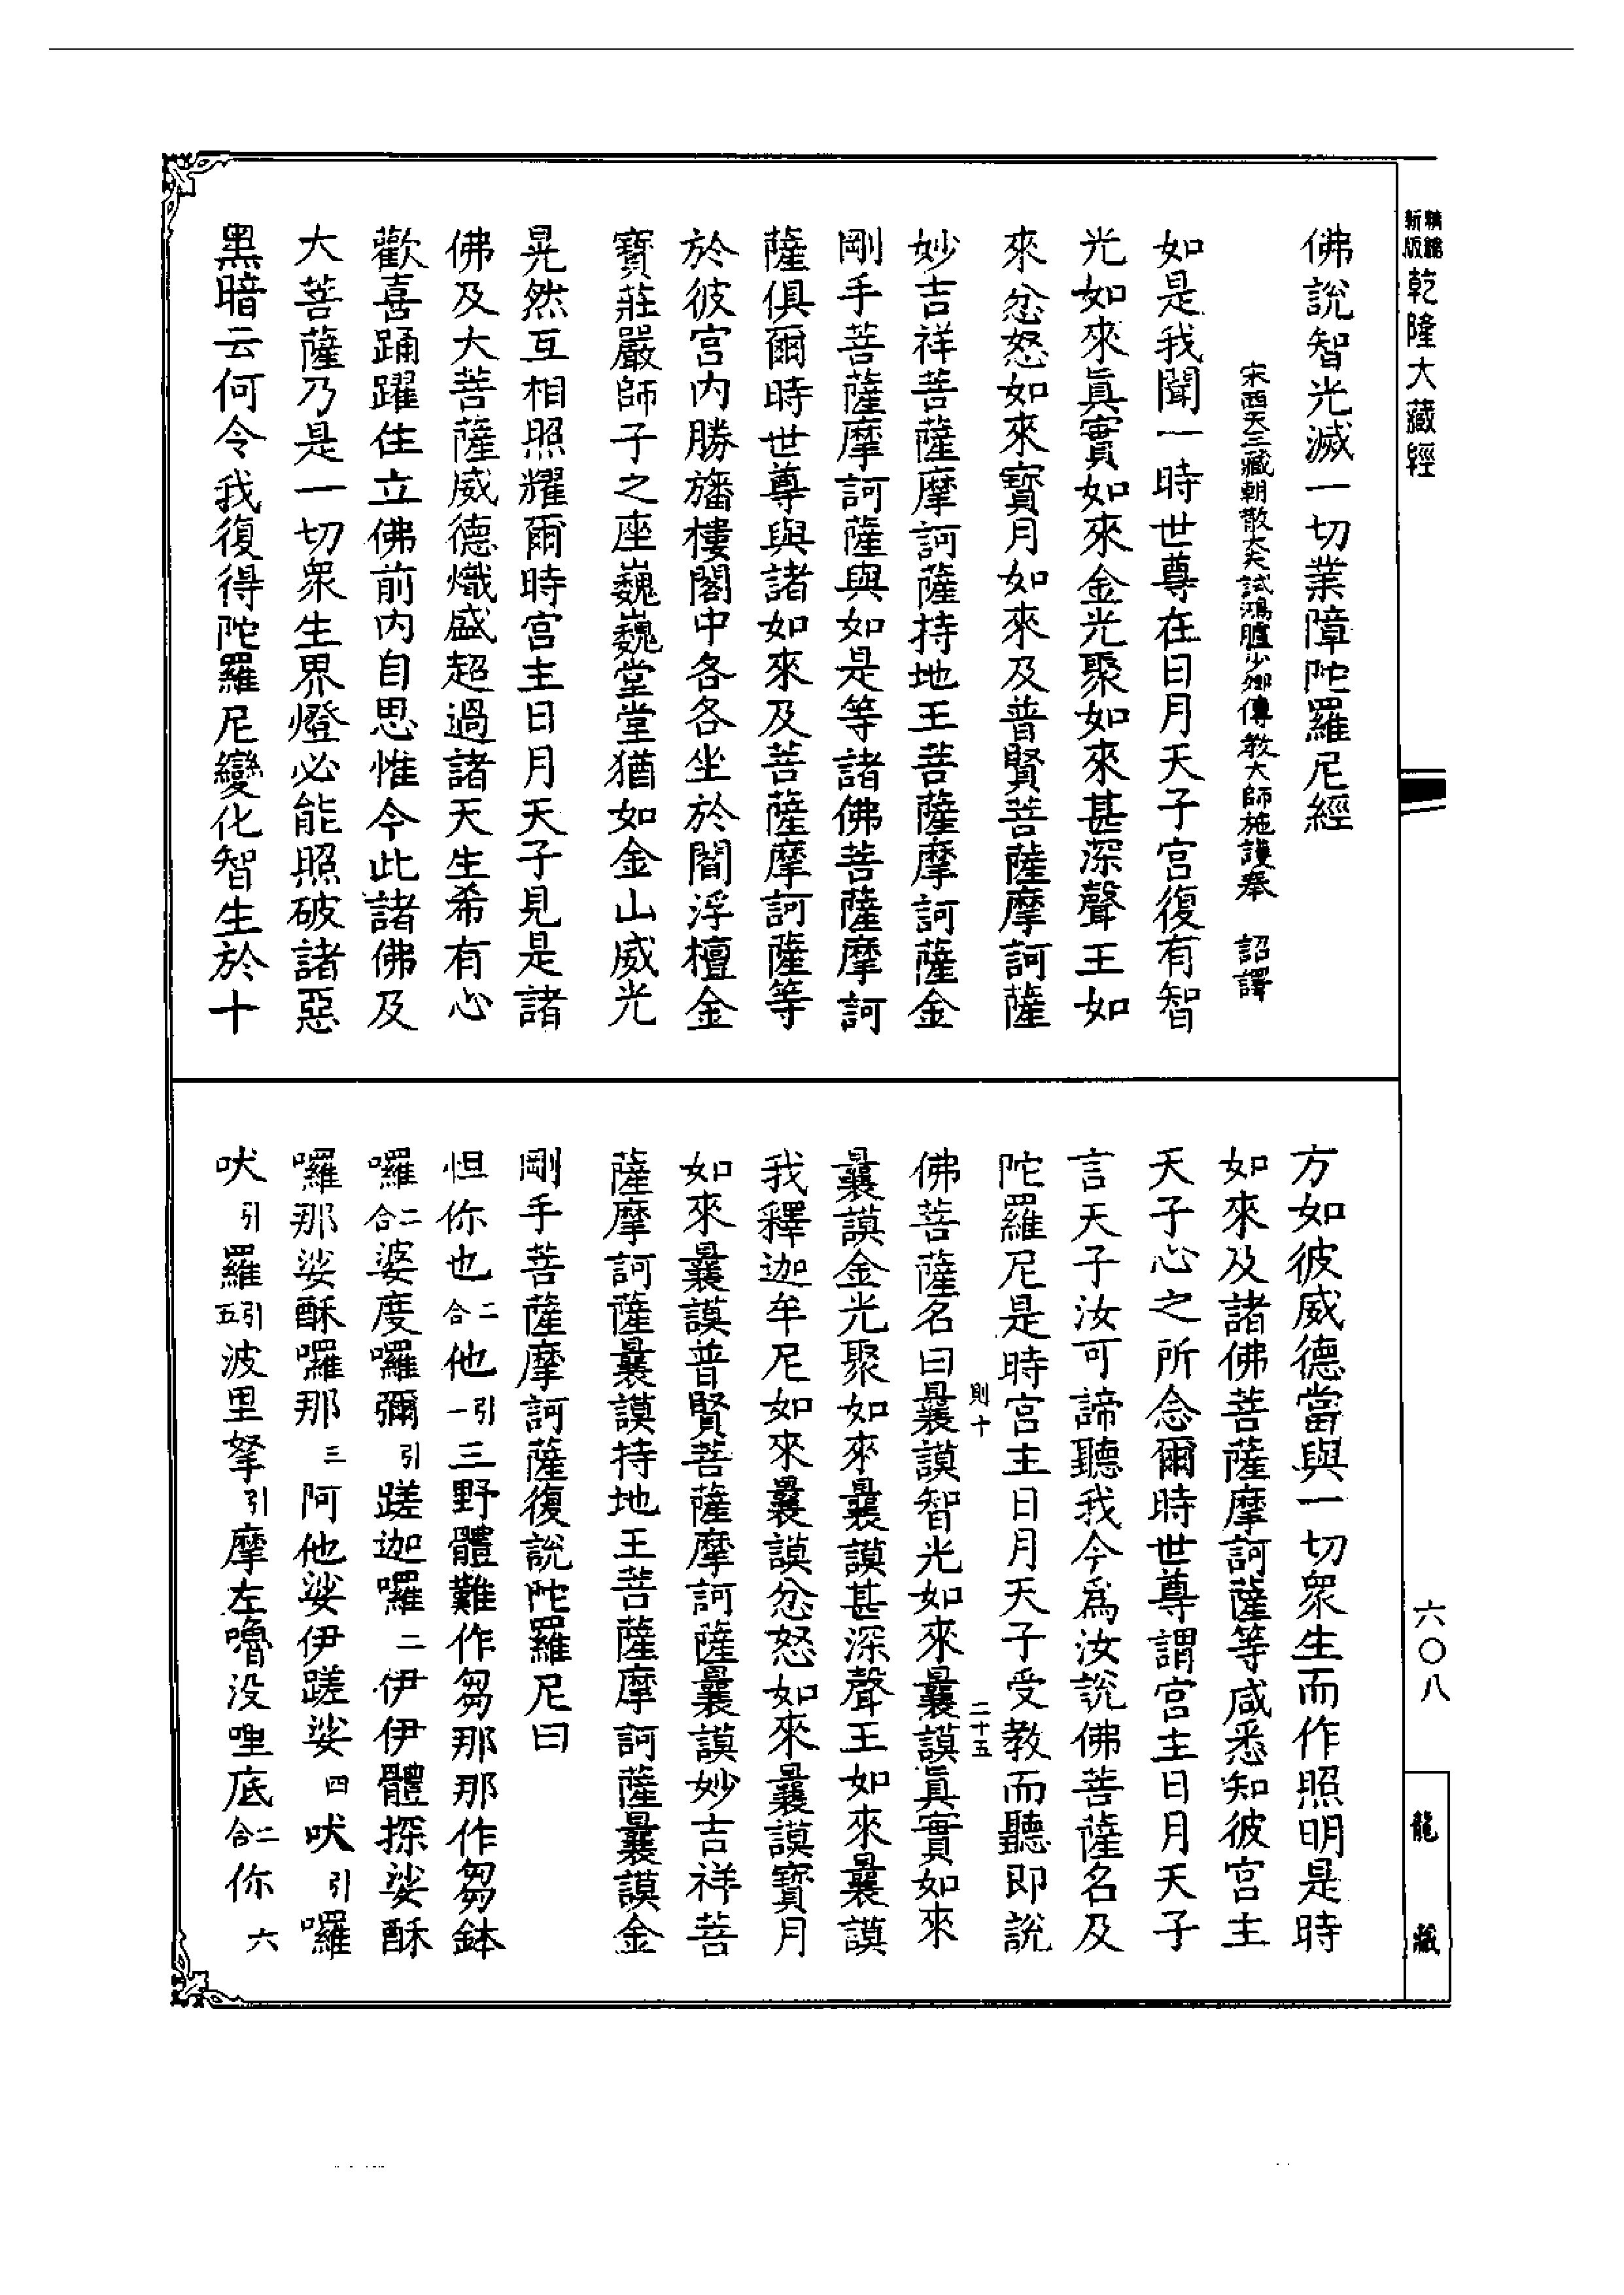 新版精縮乾隆大藏經
佛說智光滅一切業障陀羅尼經
宋西天三藏朝散大夫試鴻臚少卿傳教大師施護奉 詔譯
如是我聞一時世尊在日月天子宮復有智
光如來眞實如來金光聚如來甚深聲王如
來忿怒如來寶月如來及普賢菩薩摩訶薩
妙吉祥菩薩摩訶薩持地王菩薩摩訶薩金
剛手菩薩摩訶薩與如是等諸佛菩薩摩訶
薩俱爾時世尊與諸如來及菩薩摩訶薩等
於彼宮內勝旛樓閣中各各坐於閻浮檀金
寶莊嚴師子之座巍巍堂堂猶如金山威光
晃然互相照耀爾時宮主日月天子見是諸
佛及大菩薩威德熾盛超過諸天生希有心
歡喜踊躍住立佛前內自思惟今此諸佛及
大菩薩乃是一切衆生界燈必能照破諸惡
黑暗云何令我復得陀羅尼變化智生於十
方如彼威德當與一切衆生而作照明是時
如來及諸佛菩薩摩訶薩等咸悉知彼宮主
天子心之所念爾時世尊謂宮主日月天子
言天子汝可諦聽我今爲汝說佛菩薩名及
陀羅尼是時宮主日月天子受教而聽即說
則十 二十五
佛菩薩名曰曩謨智光如來曩謨眞實如來
曩謨金光聚如來曩謨甚深聲王如來曩謨
我釋迦牟尼如來曩謨忿怒如來曩謨寶月
如來曩謨普賢菩薩摩訶薩曩謨妙吉祥菩
薩摩訶薩曩謨持地王菩薩摩訶薩曩謨金
剛手菩薩摩訶薩復說陀羅尼曰
怛你也二合他引一三野體難作芻那那作芻鉢
囉二合婆度囉彌引蹉迦囉二伊伊體探娑酥
囉那娑酥囉那三阿他娑伊蹉娑四吠引囉
吠引羅引五波里拏引摩左嚕没哩底二合你六
六〇八
龍藏